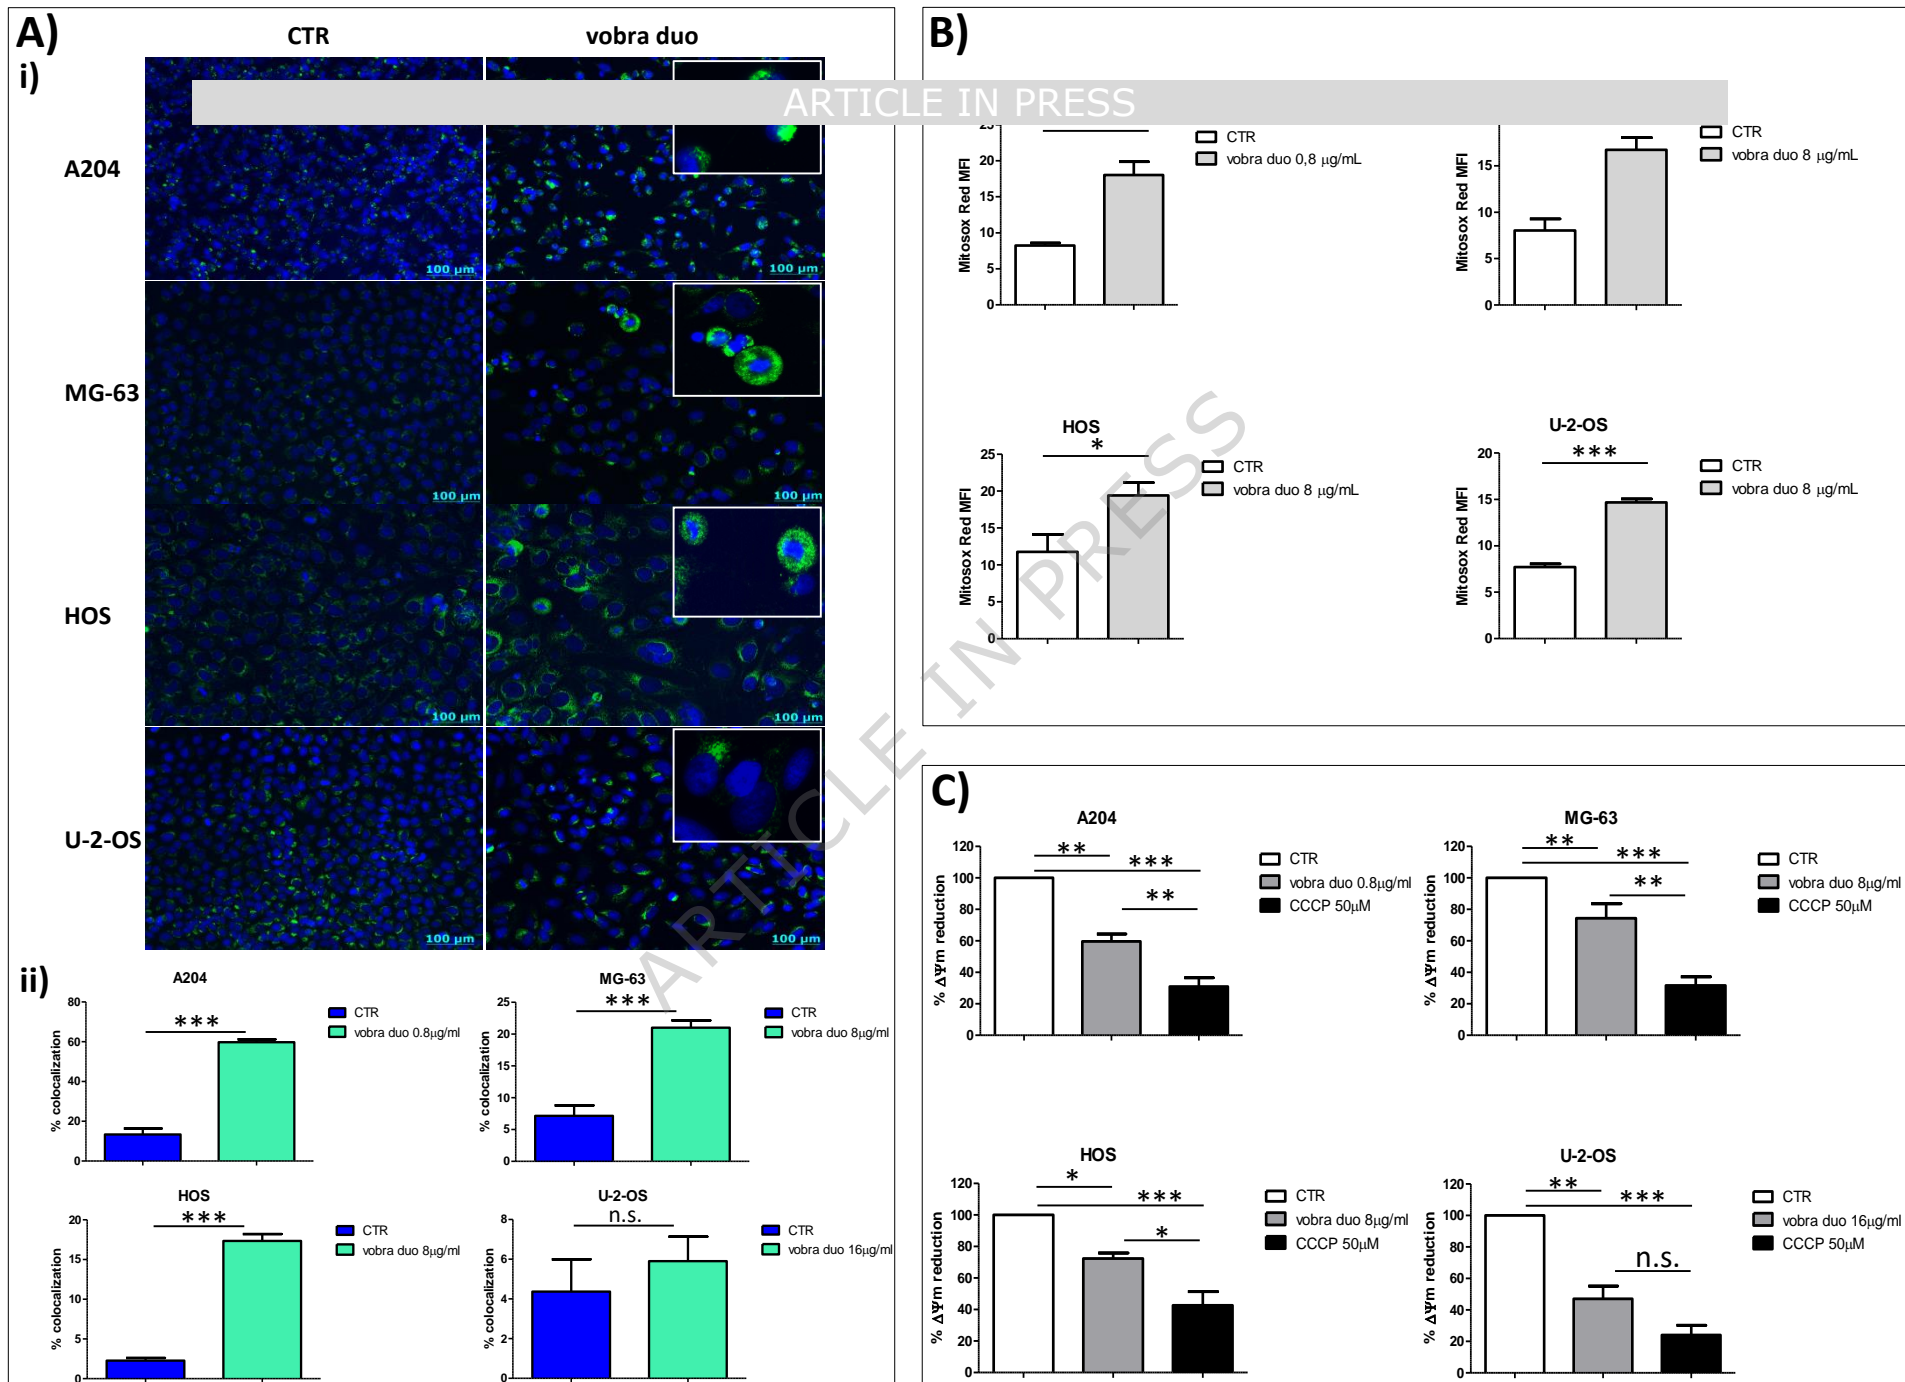 A)
CTR
vobra duo
i)
ARTICLE IN PRESS
A204
100 µm
100 µm
MG-63
100 µm
100 µm
HOS
100 µm
100 µm
U-2-OS
100 µm
100 µm
ii)
A204
80
60
40
20
0
% colocalization
***
CTR
vobra duo 0.8µg/ml
MG-63
25
20
15
10
5
0
% colocalization
***
CTR
vobra duo 8µg/ml
HOS
20
15
10
5
0
% colocalization
***
CTR
vobra duo 8µg/ml
U-2-OS
8
6
4
2
0
% colocalization
n.s.
CTR
vobra duo 16µg/ml
B)
25
20
15
10
5
0
Mitosox Red MFI
CTR
vobra duo 0,8 µg/mL
15
10
5
0
Mitosox Red MFI
CTR
vobra duo 8 µg/mL
HOS
25
20
15
10
5
0
Mitosox Red MFI
*
CTR
vobra duo 8 µg/mL
U-2-OS
20
15
10
5
0
Mitosox Red MFI
***
CTR
vobra duo 8 µg/mL
ARTICLE IN PRESS
C)
A204
120
100
80
60
40
20
0
% ΔΨm reduction
**
***
**
CTR
vobra duo 0.8µg/ml
CCCP 50µM
MG-63
120
100
80
60
40
20
0
% ΔΨm reduction
**
***
**
CTR
vobra duo 8µg/ml
CCCP 50µM
HOS
120
100
80
60
40
20
0
% ΔΨm reduction
*
***
*
CTR
vobra duo 8µg/ml
CCCP 50µM
U-2-OS
120
100
80
60
40
20
0
% ΔΨm reduction
**
***
n.s.
CTR
vobra duo 16µg/ml
CCCP 50µM